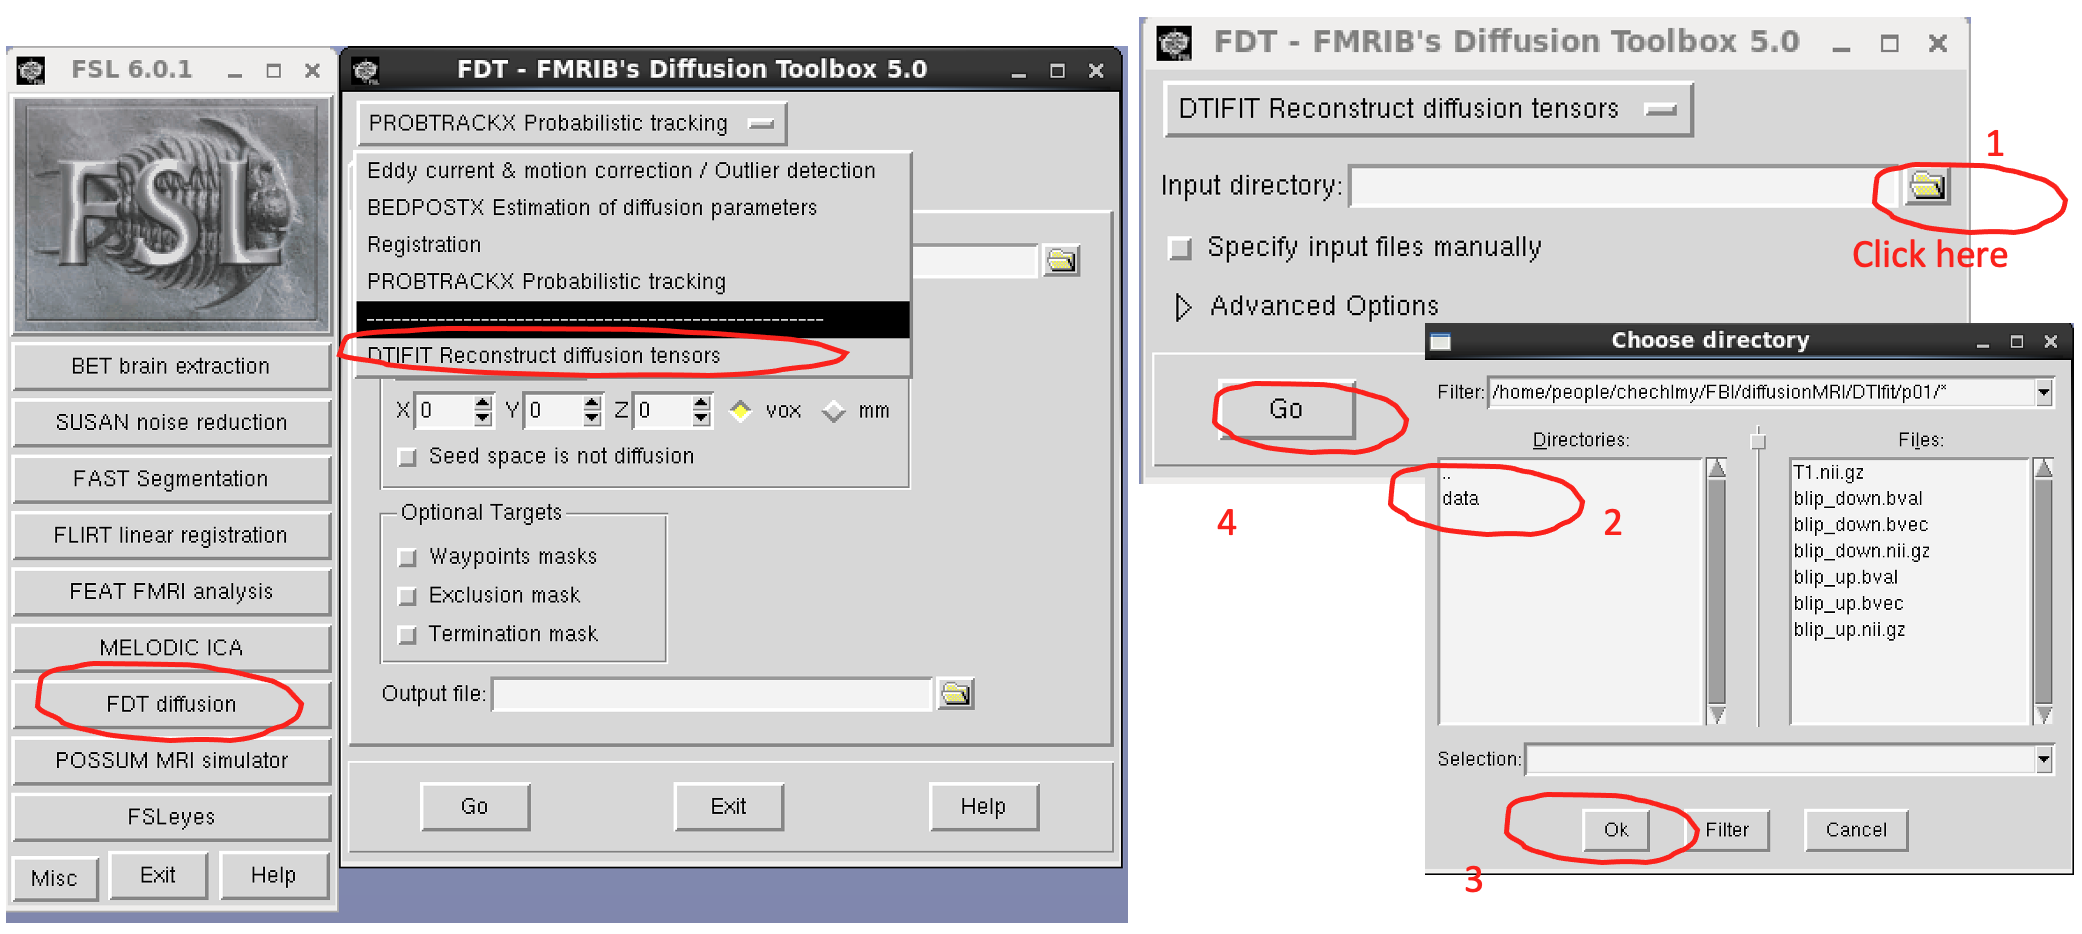 FSL 6.0.1
FSL
BET brain extraction
SUSAN noise reduction
FAST Segmentation
FLIRT linear registration
FEAT FMRI analysis
MELODIC ICA
FDT diffusion
POSSUM MRI simulator
FSLeyes
Misc
Exit
Help
FDT - FMRIB's Diffusion Toolbox 5.0
PROBTRACKX Probabilistic tracking
Eddy current & motion correction / Outlier detection
BEDPOSTX Estimation of diffusion parameters
Registration
PROBTRACKX Probabilistic tracking
----------------------------------------------------
DTIFIT Reconstruct diffusion tensors
X 0 Y 0 Z 0 vox mm
Seed space is not diffusion
Optional Targets
Waypoints masks
Exclusion mask
Termination mask
Output file:
Go
Exit
Help
FDT - FMRIB's Diffusion Toolbox 5.0
DTIFIT Reconstruct diffusion tensors
1
Input directory:
Click here
Specify input files manually
Advanced Options
Go
4
Choose directory
Filter: /home/people/chechlmy/FBI/diffusionMRI/DTIfit/p01/*
Directories:
..
data
2
Files:
T1.nii.gz
blip_down.bval
blip_down.bvec
blip_down.nii.gz
blip_up.bval
blip_up.bvec
blip_up.nii.gz
Selection:
Ok
Filter
Cancel
3